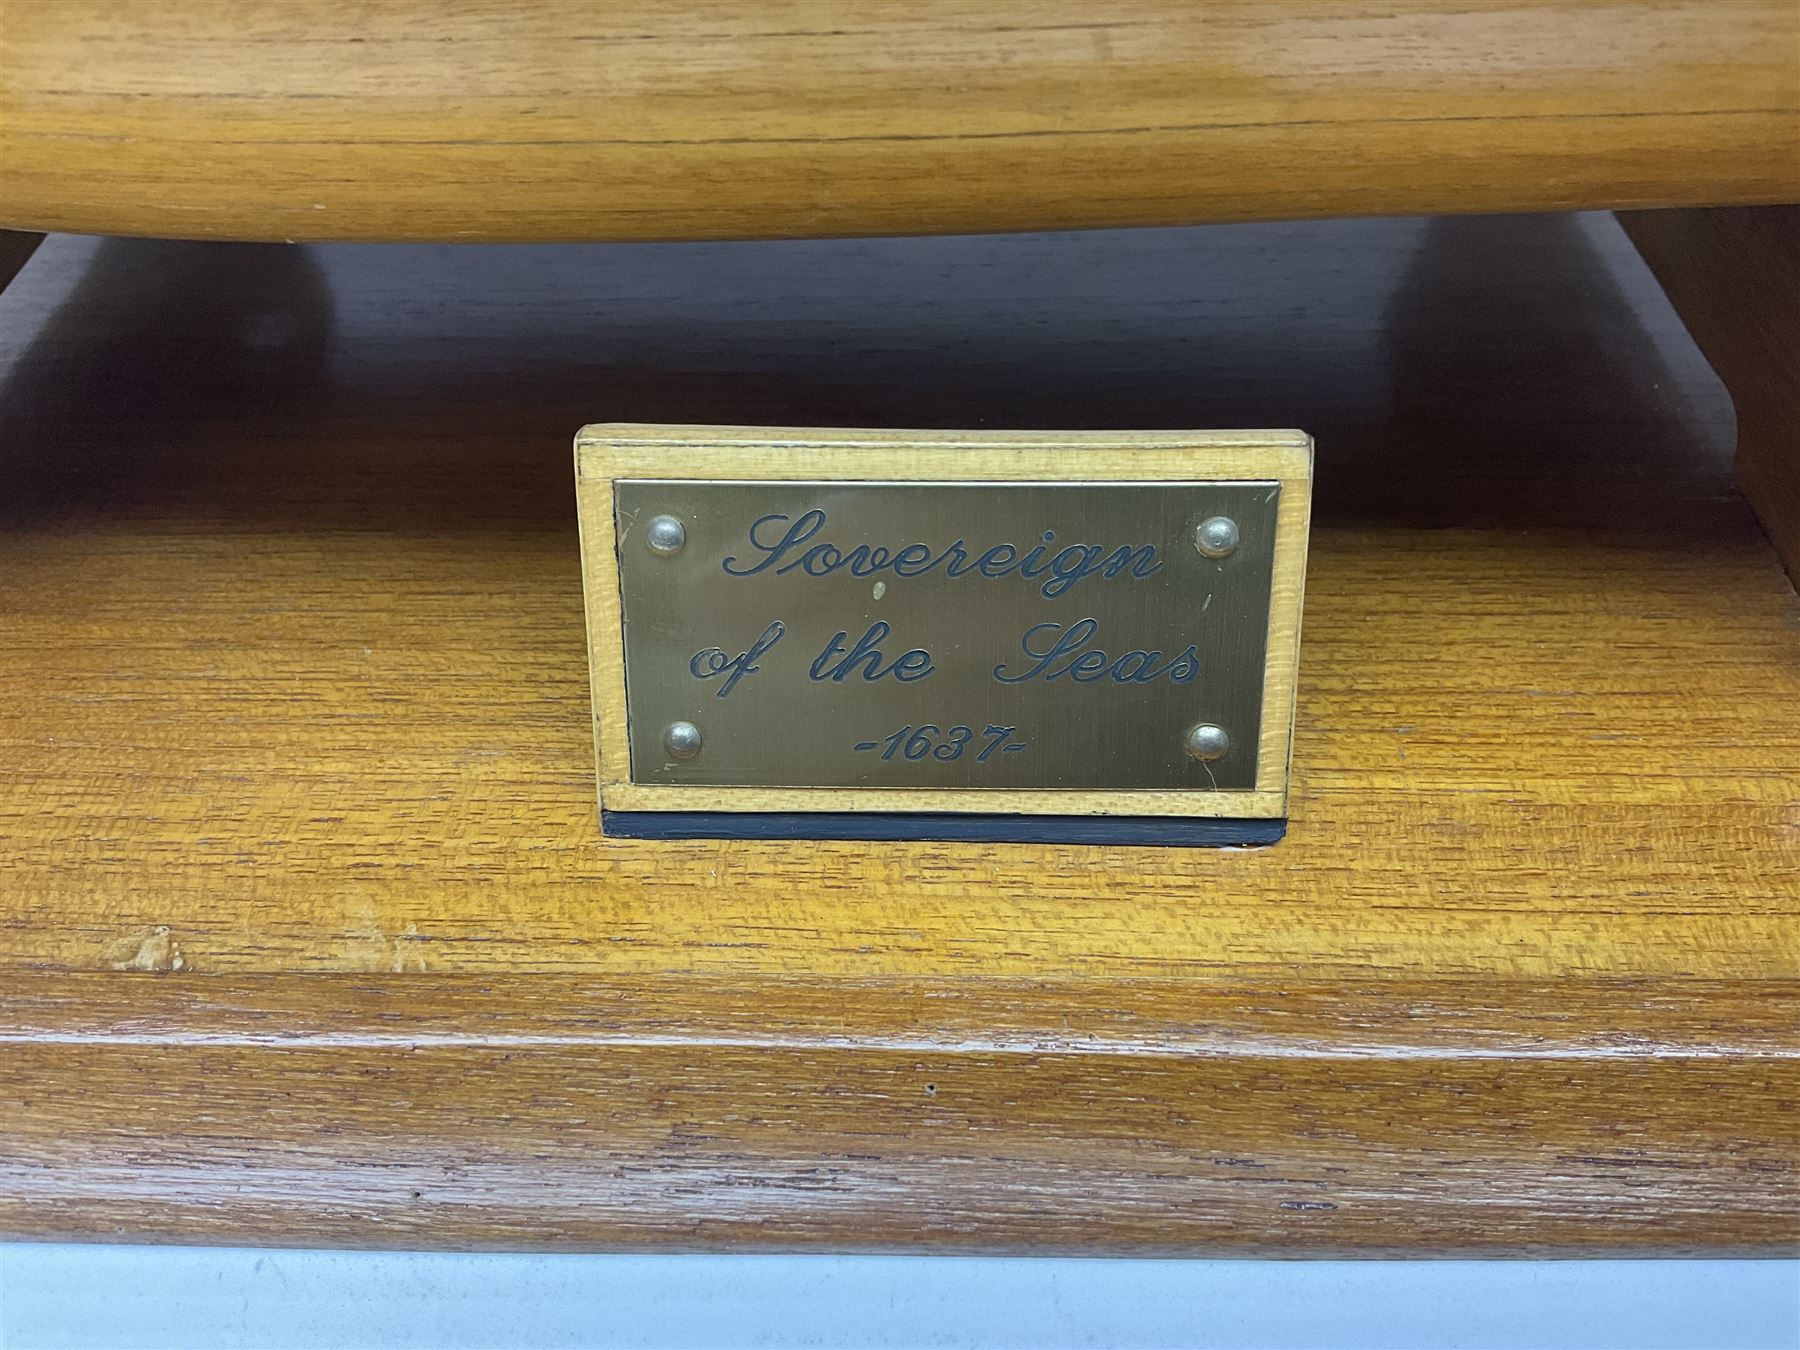 Sovereign
of the Seas
-1637-